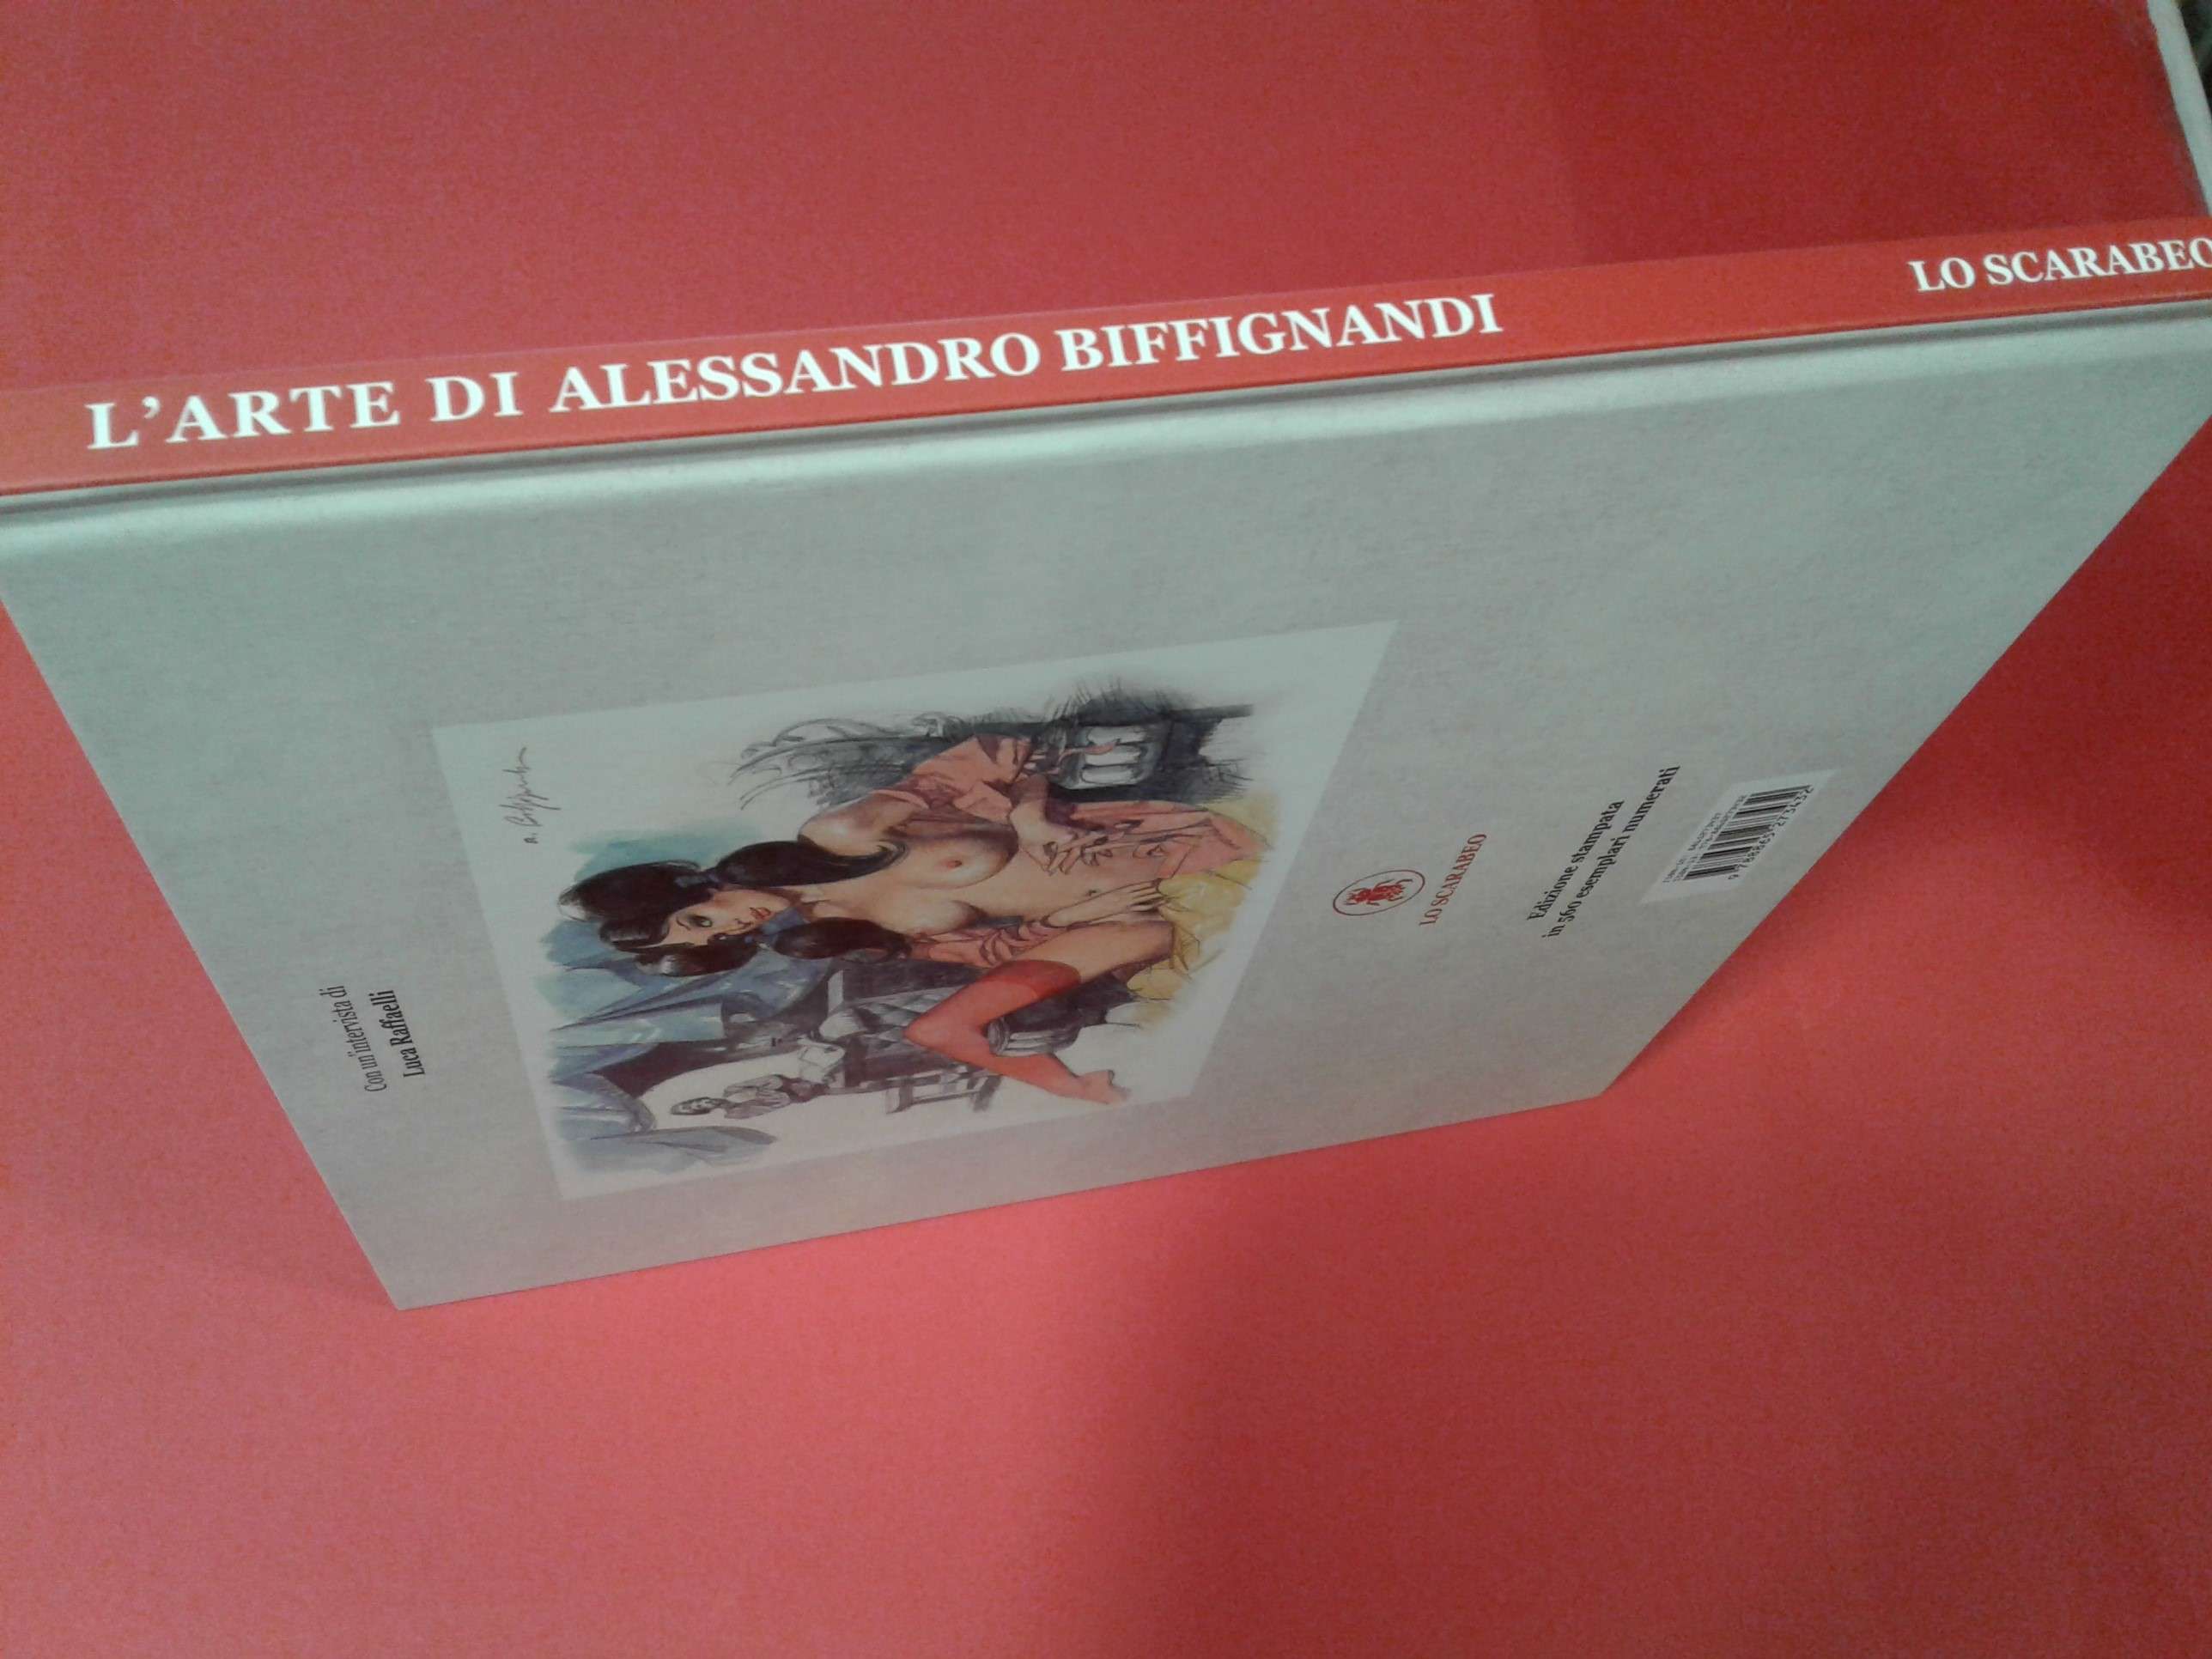 L'ARTE DI ALESSANDRO BIFFIGNANDI
LO SCARABEO
Con un'intervista di
Luca Raffaelli
LO SCARABEO
Edizione stampata
in 560 esemplari numerati